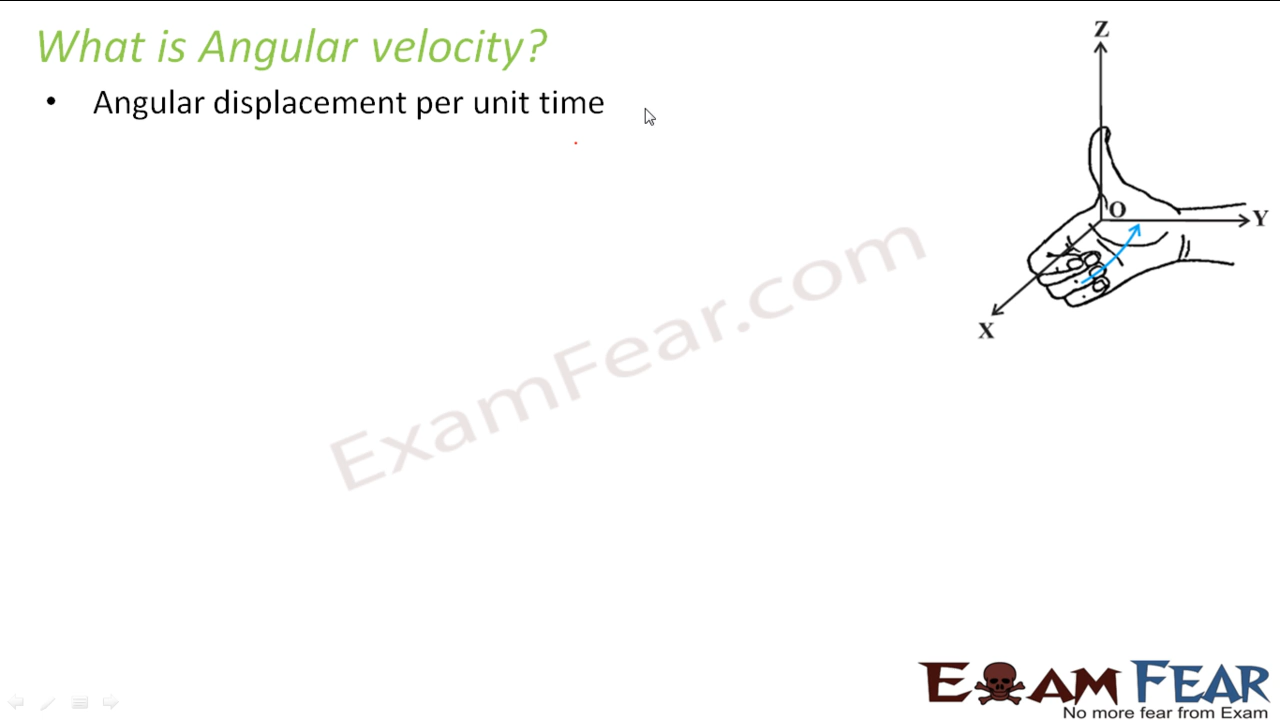 What is Angular velocity?
• Angular displacement per unit time
Z
O
Y
X
ExamFear.com
EXAM FEAR
No more fear from Exam